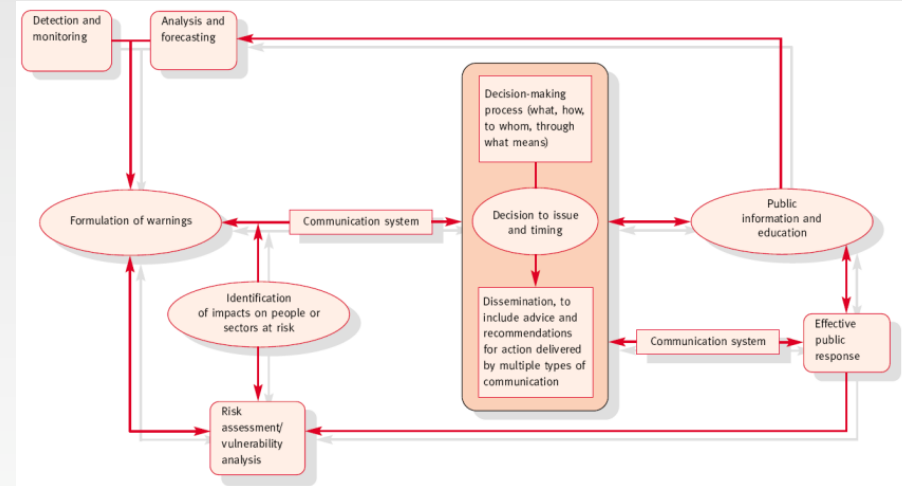 Detection and
monitoring
Analysis and
forecasting
Decision-making
process (what, how,
to whom, through
what means)
Formulation of warnings
Communication system
Decision to issue
and timing
Public
information and
education
Identification
of impacts on people or
sectors at risk
Dissemination, to
include advice and
recommendations
for action delivered
by multiple types of
communication
Communication system
Effective
public
response
Risk
assessment/
vulnerability
analysis